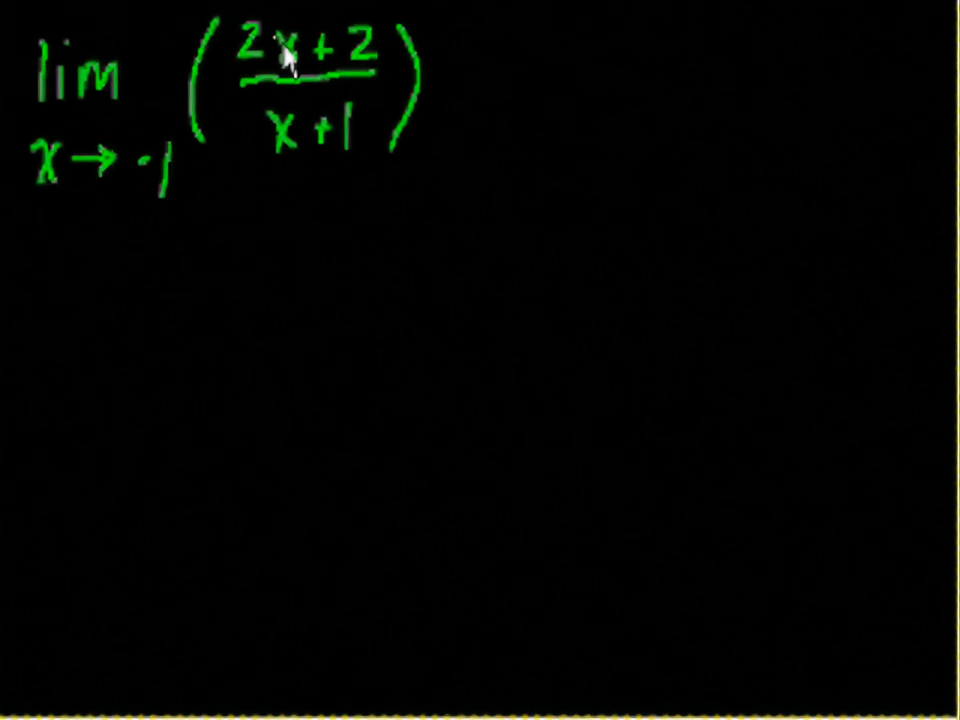 lim ( (2x+2) / (x+1) )
x → -1